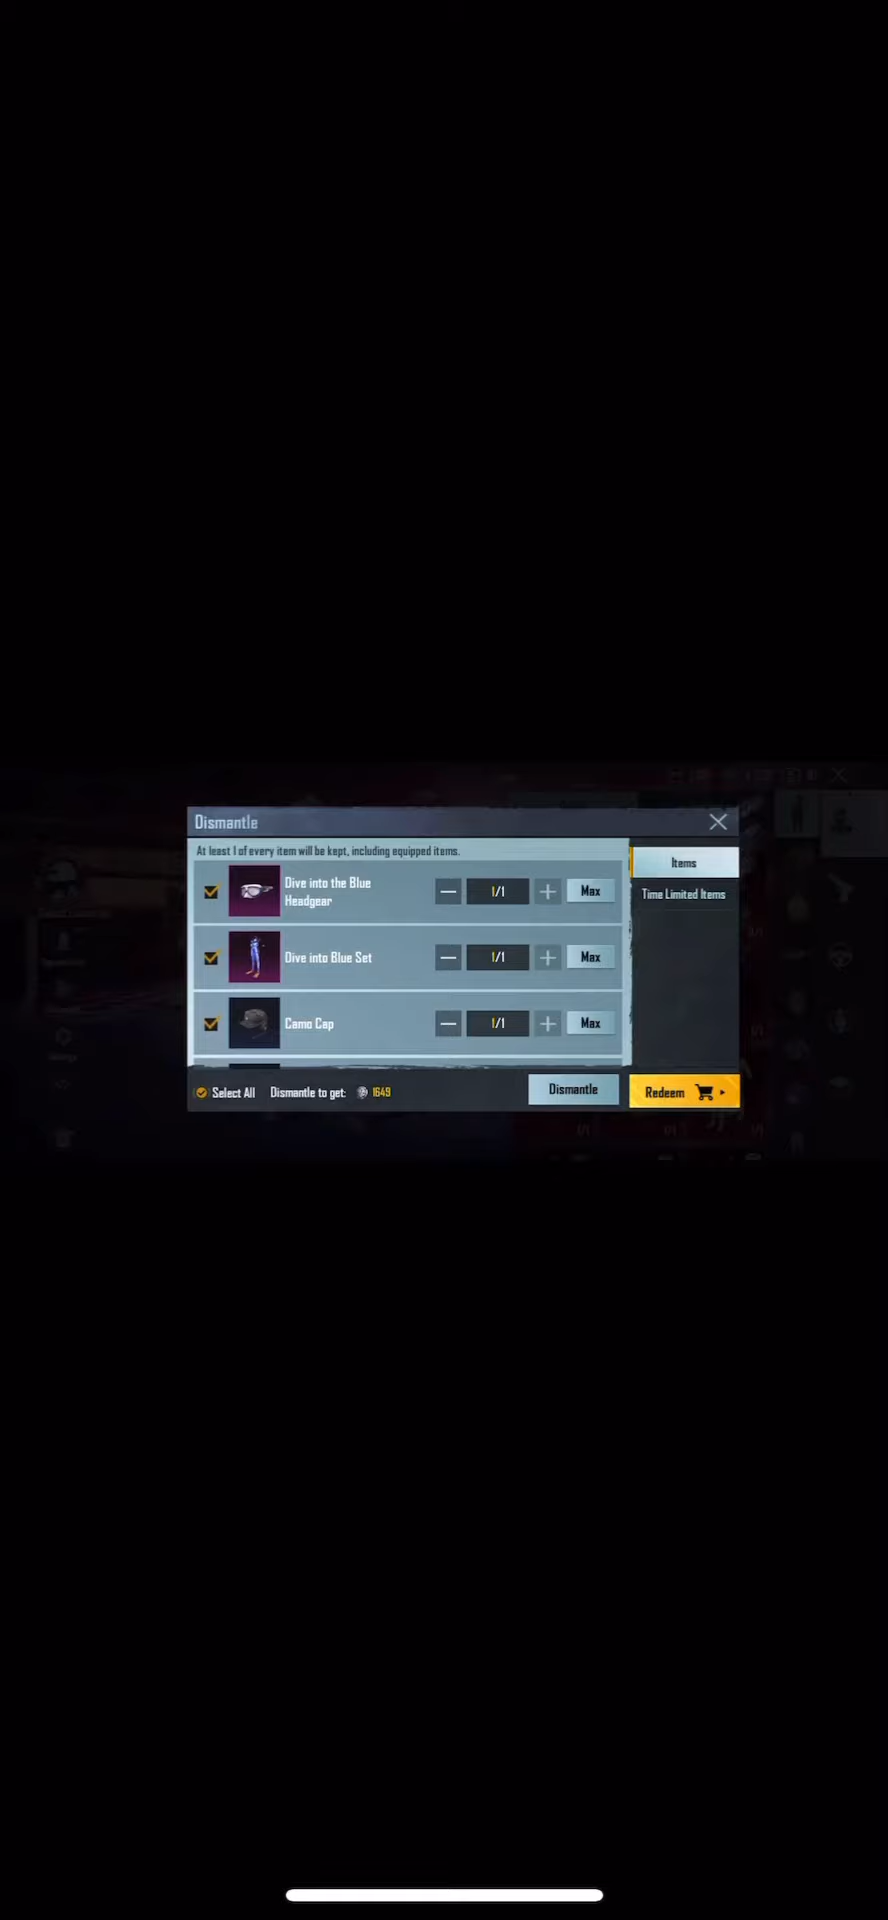 Dismantle
At least 1 of every item will be kept, including equipped items.
Items
Time Limited Items
Dive into the Blue
Headgear
1/1
Max
Dive into Blue Set
1/1
Max
Camo Cap
1/1
Max
Select All
Dismantle to get:
1649
Dismantle
Redeem